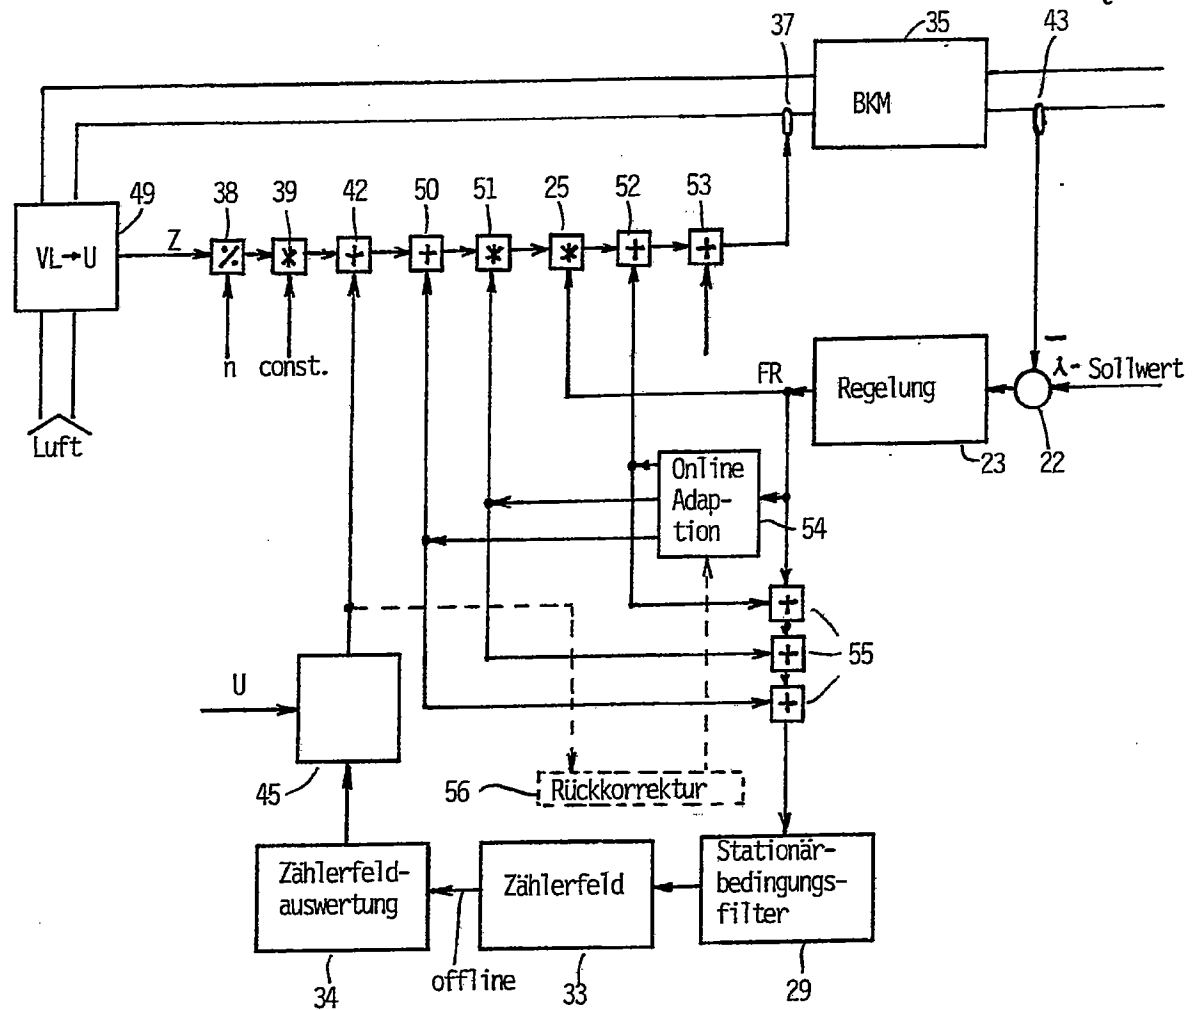 37
35
43
BKM
49
38
39
42
50
51
25
52
53
VL→U
Z
%
*
+
+
*
*
+
+
n
const.
FR
Regelung
–
λ- Sollwert
Luft
23
22
Online
Adap-
tion
54
+
+
+
55
U
45
56
Rückkorrektur
Zählerfeld-
auswertung
Zählerfeld
Stationär-
bedingungs-
filter
offline
34
33
29